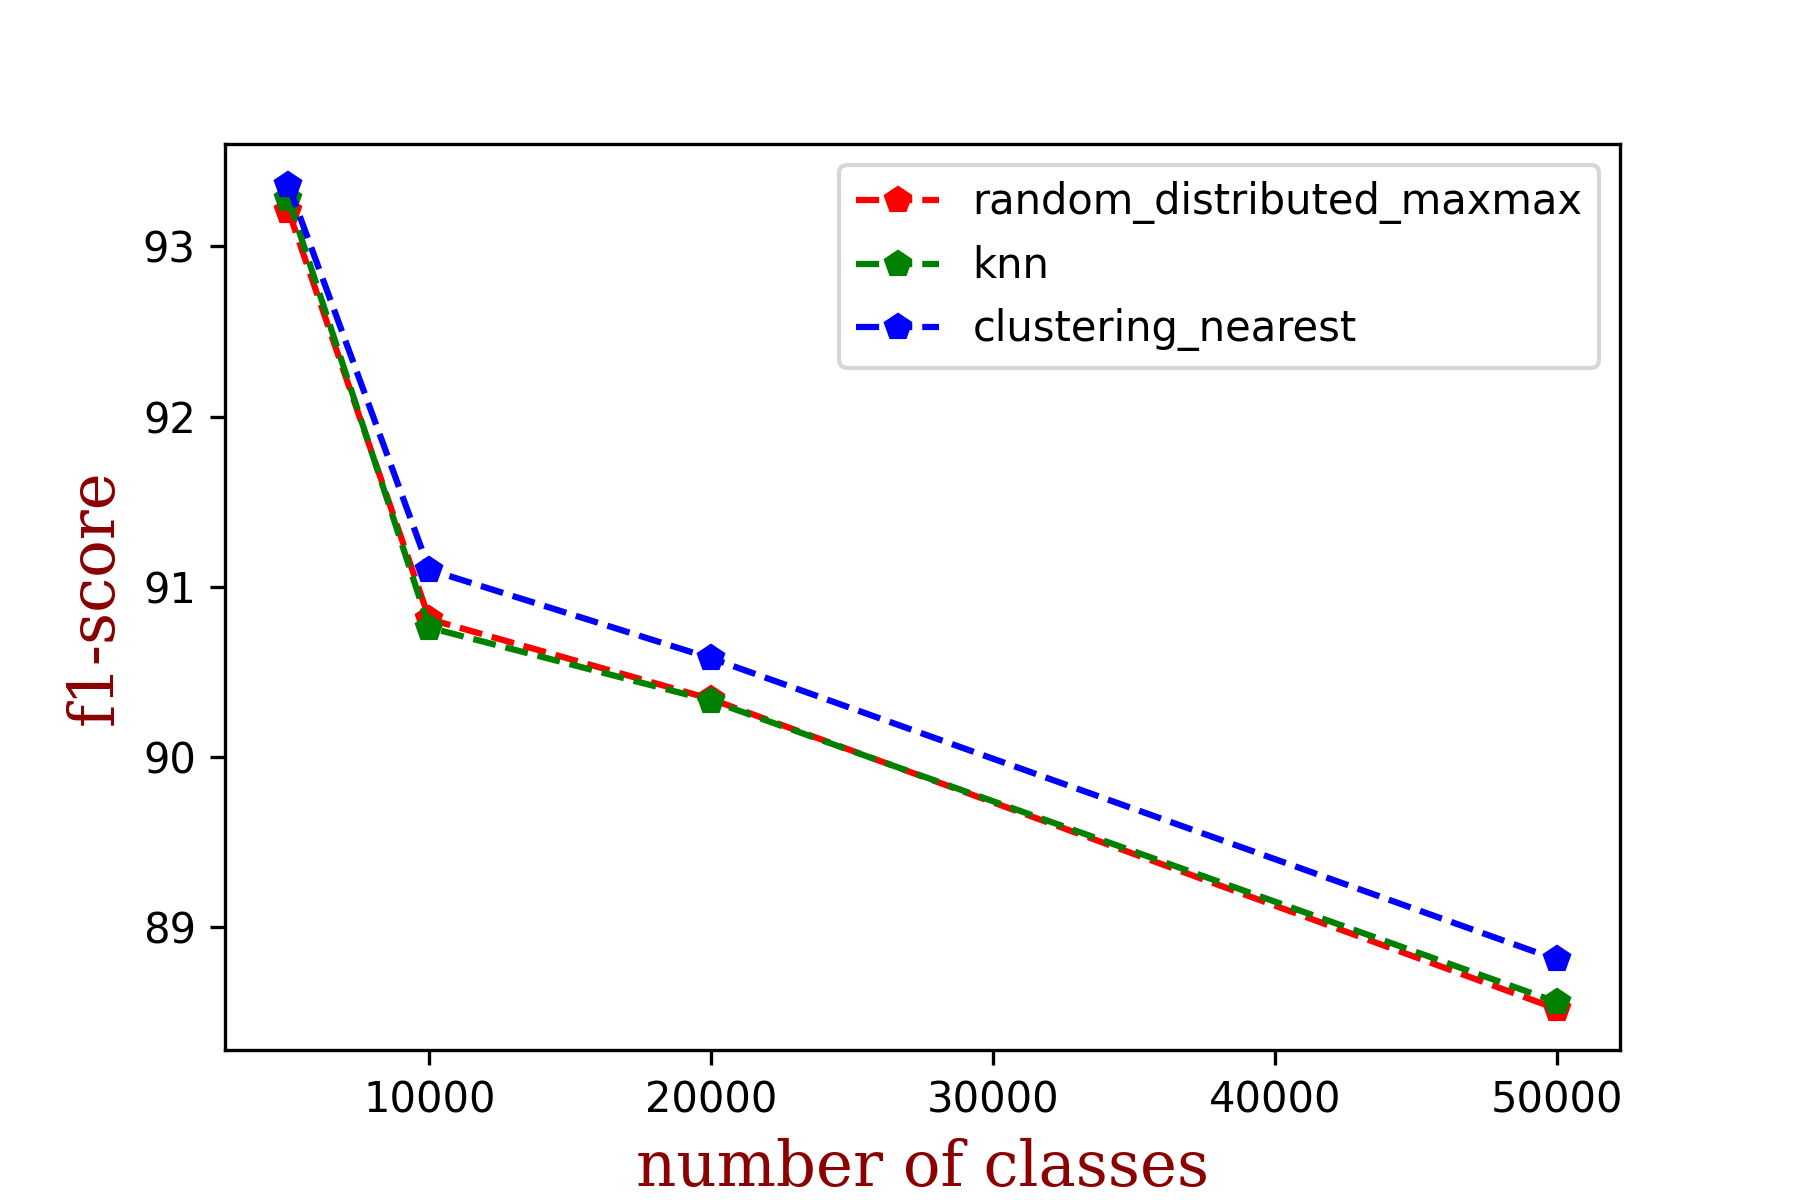 random_distributed_maxmax
knn
clustering_nearest
93
92
91
90
89
f1-score
10000
20000
30000
40000
50000
number of classes